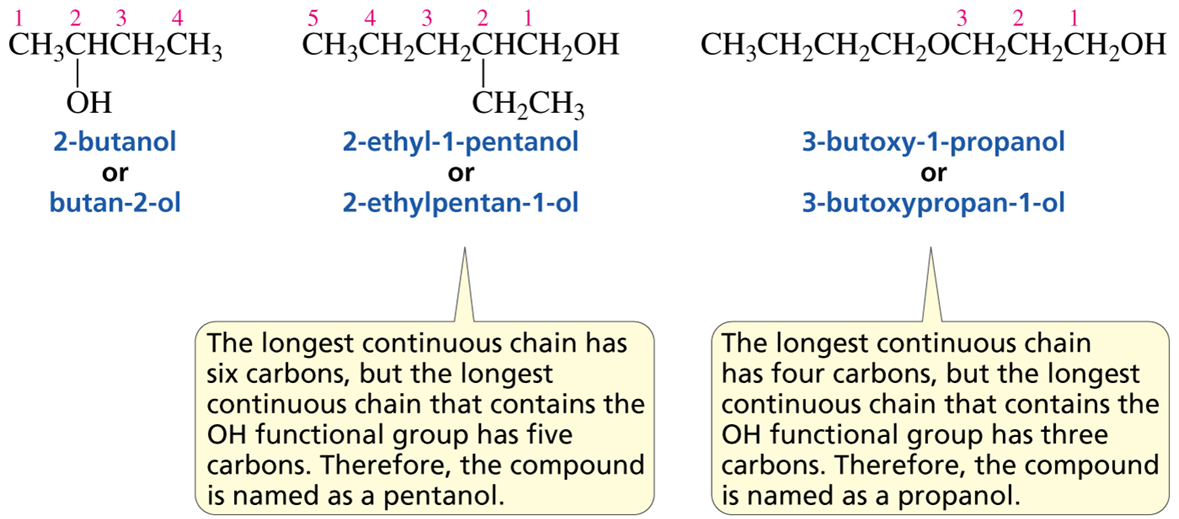 1 2 3 4
CH₃CHCH₂CH₃
OH
2-butanol
or
butan-2-ol
5 4 3 2 1
CH₃CH₂CH₂CHCH₂OH
CH₂CH₃
2-ethyl-1-pentanol
or
2-ethylpentan-1-ol
3 2 1
CH₃CH₂CH₂CH₂OCH₂CH₂CH₂OH
3-butoxy-1-propanol
or
3-butoxypropan-1-ol
The longest continuous chain has
six carbons, but the longest
continuous chain that contains the
OH functional group has five
carbons. Therefore, the compound
is named as a pentanol.
The longest continuous chain
has four carbons, but the longest
continuous chain that contains the
OH functional group has three
carbons. Therefore, the compound
is named as a propanol.